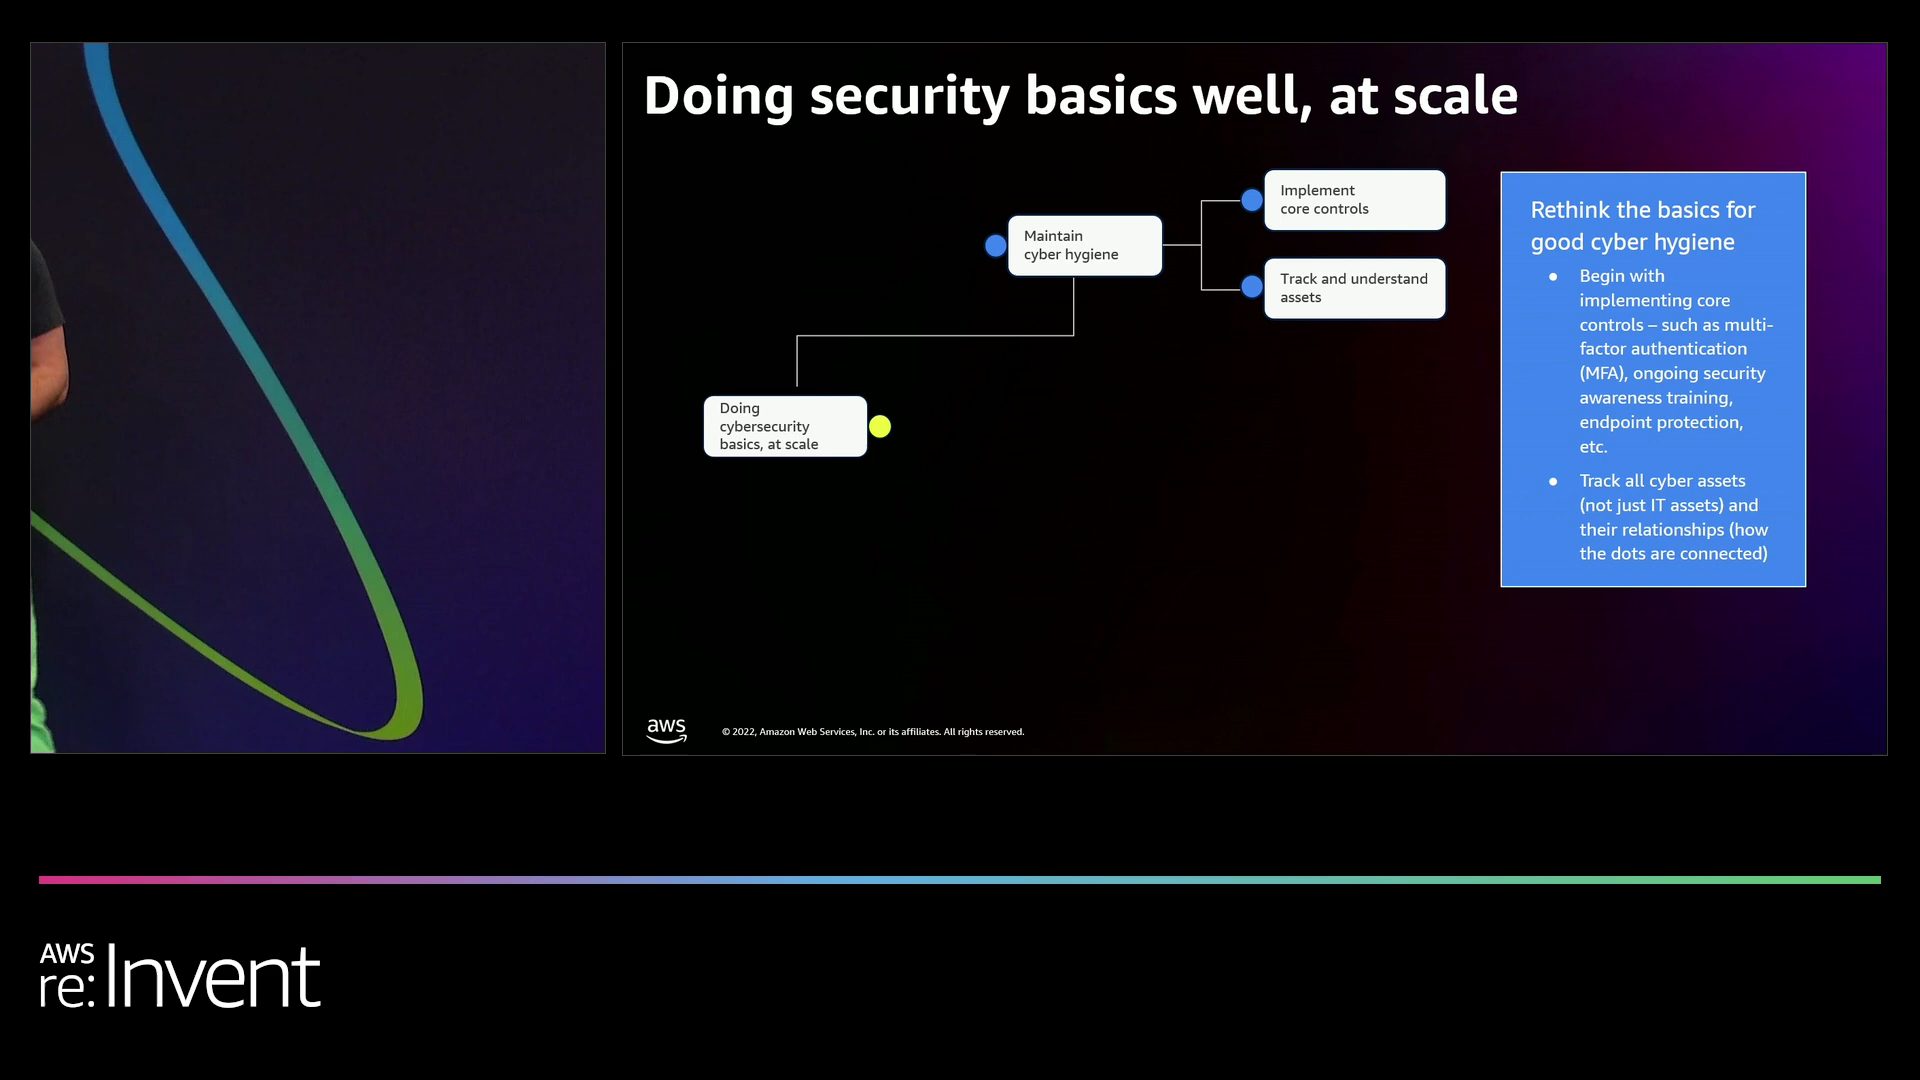 Doing security basics well, at scale
Implement
core controls
Maintain
cyber hygiene
Track and understand
assets
Doing
cybersecurity
basics, at scale
Rethink the basics for
good cyber hygiene
● Begin with
implementing core
controls – such as multi-
factor authentication
(MFA), ongoing security
awareness training,
endpoint protection,
etc.
● Track all cyber assets
(not just IT assets) and
their relationships (how
the dots are connected)
aws
© 2022, Amazon Web Services, Inc. or its affiliates. All rights reserved.
AWS
re:Invent